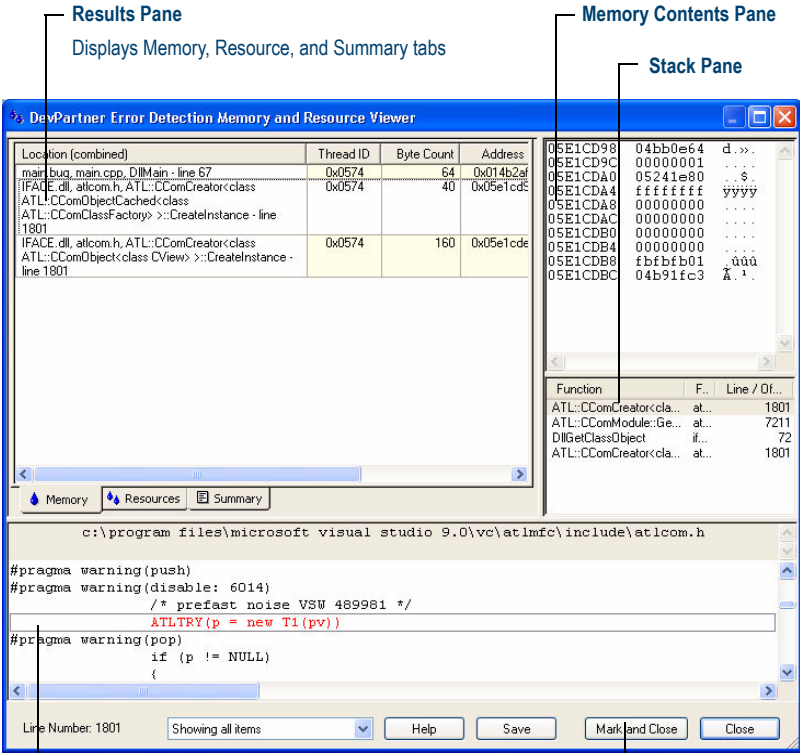 Results Pane
Displays Memory, Resource, and Summary tabs
Memory Contents Pane
Stack Pane
DevPartner Error Detection Memory and Resource Viewer
Location (combined) Thread ID Byte Count Address
main.bug, main.cpp, DllMain - line 67 0x0574 64 0x014b2af
IFACE.dll, atlcom.h, ATL::CComCreator<class 0x0574 40 0x05e1cd9
ATL::CComObjectCached<class
ATL::CComClassFactory> >::CreateInstance - line
1801
IFACE.dll, atlcom.h, ATL::CComCreator<class 0x0574 160 0x05e1cde
ATL::CComObject<class CView> >::CreateInstance -
line 1801
05E1CD98 04bb0e64 d.».
05E1CD9C 00000001 ....
05E1CDA0 05241e80 ..$.
05E1CDA4 ffffffff ÿÿÿÿ
05E1CDA8 00000000 ....
05E1CDAC 00000000 ....
05E1CDB0 00000000 ....
05E1CDB4 00000000 ....
05E1CDB8 fbfbfb01 .ûûû
05E1CDBC 04b91fc3 Ã.¹.
Function F.. Line / Of...
ATL::CComCreator<cla... at... 1801
ATL::CComModule::Ge... at... 7211
DllGetClassObject if... 72
ATL::CComCreator<cla... at... 1801
Memory Resources Summary
c:\program files\microsoft visual studio 9.0\vc\atlmfc\include\atlcom.h
#pragma warning(push)
#pragma warning(disable: 6014)
/* prefast noise VSW 489981 */
ATLTRY(p = new T1(pv))
#pragma warning(pop)
if (p != NULL)
{
Line Number: 1801 Showing all items Help Save Mark and Close Close